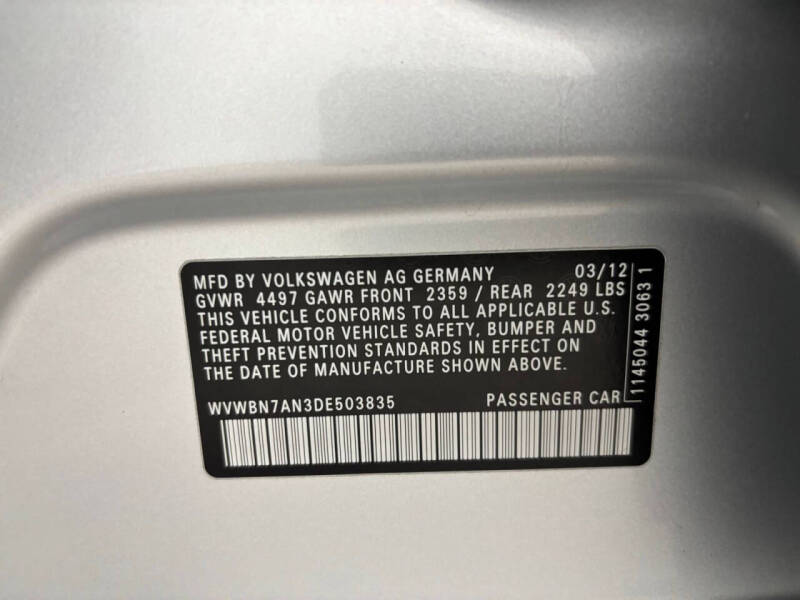 MFD BY VOLKSWAGEN AG GERMANY 03/12
GVWR 4497 GAWR FRONT 2359 / REAR 2249 LBS
THIS VEHICLE CONFORMS TO ALL APPLICABLE U.S.
FEDERAL MOTOR VEHICLE SAFETY, BUMPER AND
THEFT PREVENTION STANDARDS IN EFFECT ON
THE DATE OF MANUFACTURE SHOWN ABOVE.
WVWBN7AN3DE503835 PASSENGER CAR
1145044 30631